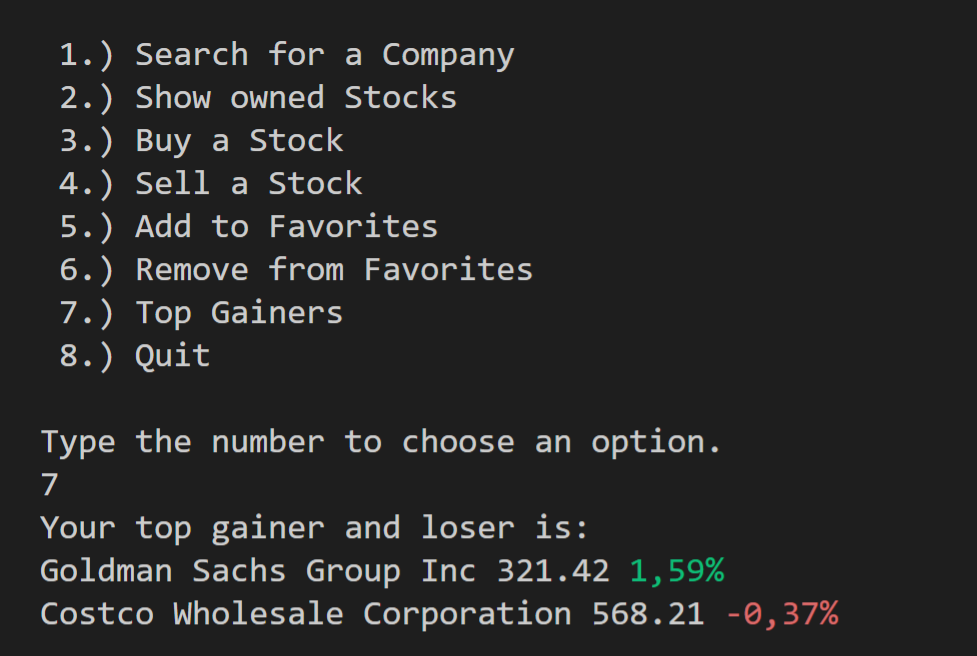 1.) Search for a Company
2.) Show owned Stocks
3.) Buy a Stock
4.) Sell a Stock
5.) Add to Favorites
6.) Remove from Favorites
7.) Top Gainers
8.) Quit
Type the number to choose an option.
7
Your top gainer and loser is:
Goldman Sachs Group Inc 321.42 1,59%
Costco Wholesale Corporation 568.21 -0,37%